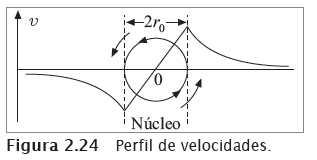 v
2r₀
0
Núcleo
Figura 2.24 Perfil de velocidades.